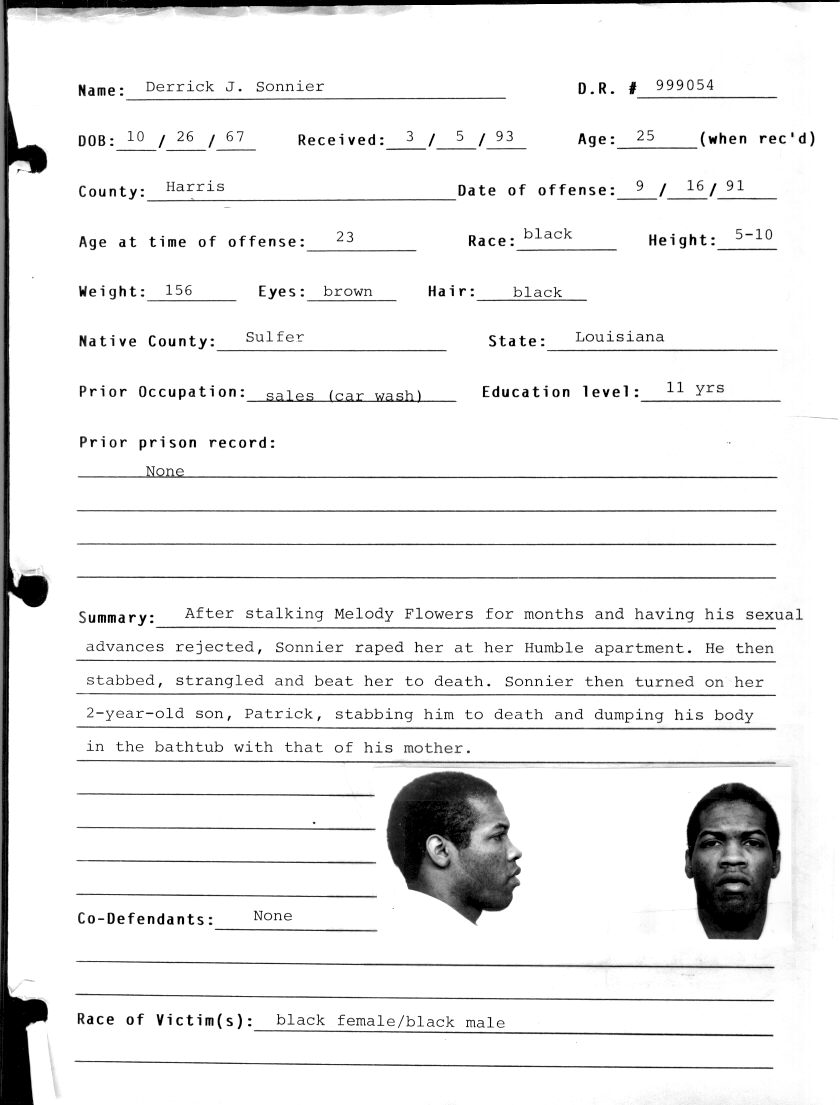 Name: Derrick J. Sonnier D.R. # 999054
DOB: 10 / 26 / 67 Received: 3 / 5 / 93 Age: 25 (when rec'd)
County: Harris Date of offense: 9 / 16 / 91
Age at time of offense: 23 Race: black Height: 5-10
Weight: 156 Eyes: brown Hair: black
Native County: Sulfer State: Louisiana
Prior Occupation: sales (car wash) Education level: 11 yrs
Prior prison record:
None
Summary: After stalking Melody Flowers for months and having his sexual
advances rejected, Sonnier raped her at her Humble apartment. He then
stabbed, strangled and beat her to death. Sonnier then turned on her
2-year-old son, Patrick, stabbing him to death and dumping his body
in the bathtub with that of his mother.
Co-Defendants: None
Race of Victim(s): black female/black male